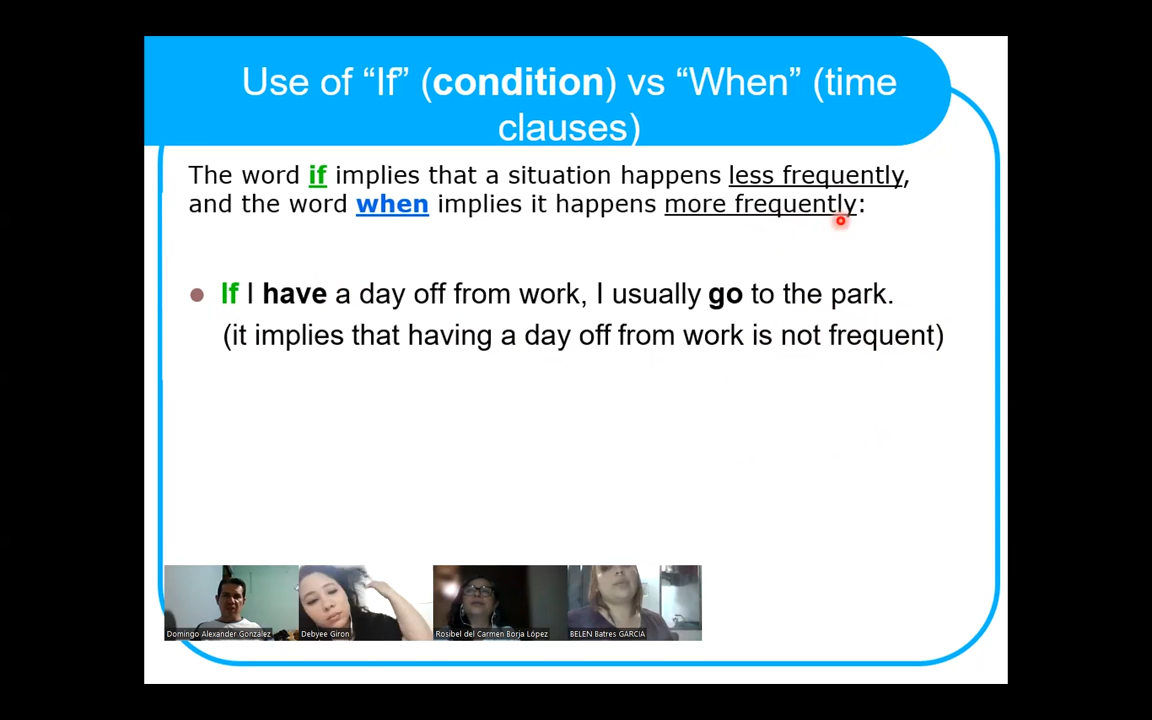 Use of “If” (condition) vs “When” (time
clauses)
The word if implies that a situation happens less frequently,
and the word when implies it happens more frequently:
If I have a day off from work, I usually go to the park.
(it implies that having a day off from work is not frequent)
Domingo Alexander González
Debyee Giron
Rosibel del Carmen Borja López
BELEN Batres GARCIA